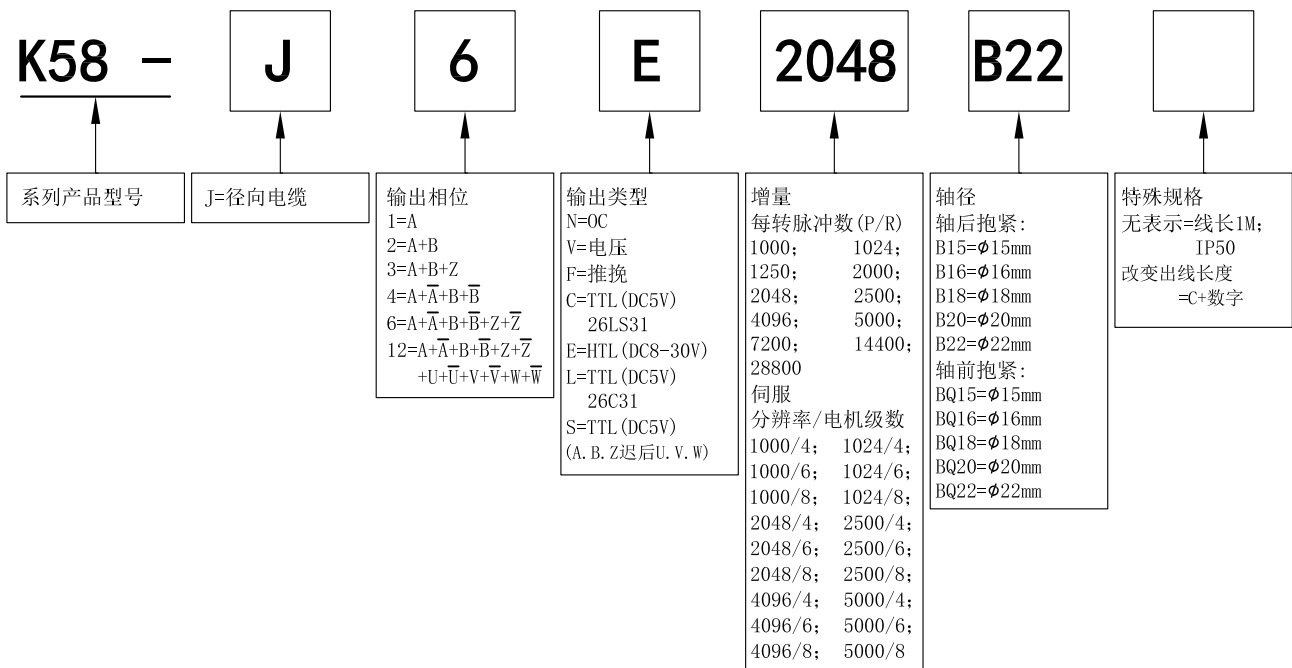 K58 - J 6 E 2048 B22
系列产品型号
J=径向电缆
输出相位
1=A
2=A+B
3=A+B+Z
4=A+A̅+B+B̅
6=A+A̅+B+B̅+Z+Z̅
12=A+A̅+B+B̅+Z+Z̅
+U+U̅+V+V̅+W+W̅
输出类型
N=OC
V=电压
F=推挽
C=TTL(DC5V)
26LS31
E=HTL(DC8-30V)
L=TTL(DC5V)
26C31
S=TTL(DC5V)
(A.B.Z迟后U.V.W)
增量
每转脉冲数(P/R)
1000; 1024;
1250; 2000;
2048; 2500;
4096; 5000;
7200; 14400;
28800
伺服
分辨率/电机级数
1000/4; 1024/4;
1000/6; 1024/6;
1000/8; 1024/8;
2048/4; 2500/4;
2048/6; 2500/6;
2048/8; 2500/8;
4096/4; 5000/4;
4096/6; 5000/6;
4096/8; 5000/8
轴径
轴后抱紧:
B15=ϕ15mm
B16=ϕ16mm
B18=ϕ18mm
B20=ϕ20mm
B22=ϕ22mm
轴前抱紧:
BQ15=ϕ15mm
BQ16=ϕ16mm
BQ18=ϕ18mm
BQ20=ϕ20mm
BQ22=ϕ22mm
特殊规格
无表示=线长1M;
IP50
改变出线长度
=C+数字